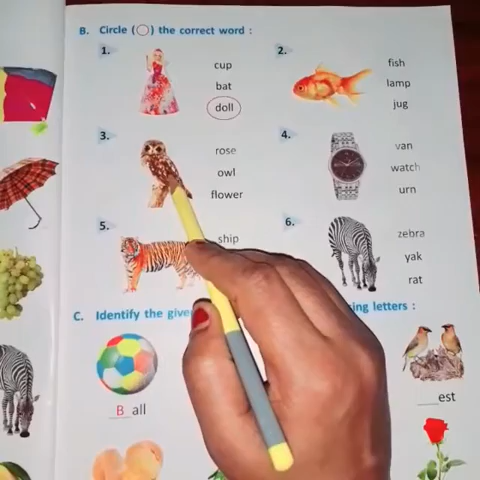 B. Circle (○) the correct word :
1.
cup
bat
doll
2.
fish
lamp
jug
3.
rose
owl
flower
4.
van
watch
urn
5.
ship
6.
zebra
yak
rat
C. Identify the give ing letters :
B all
__est